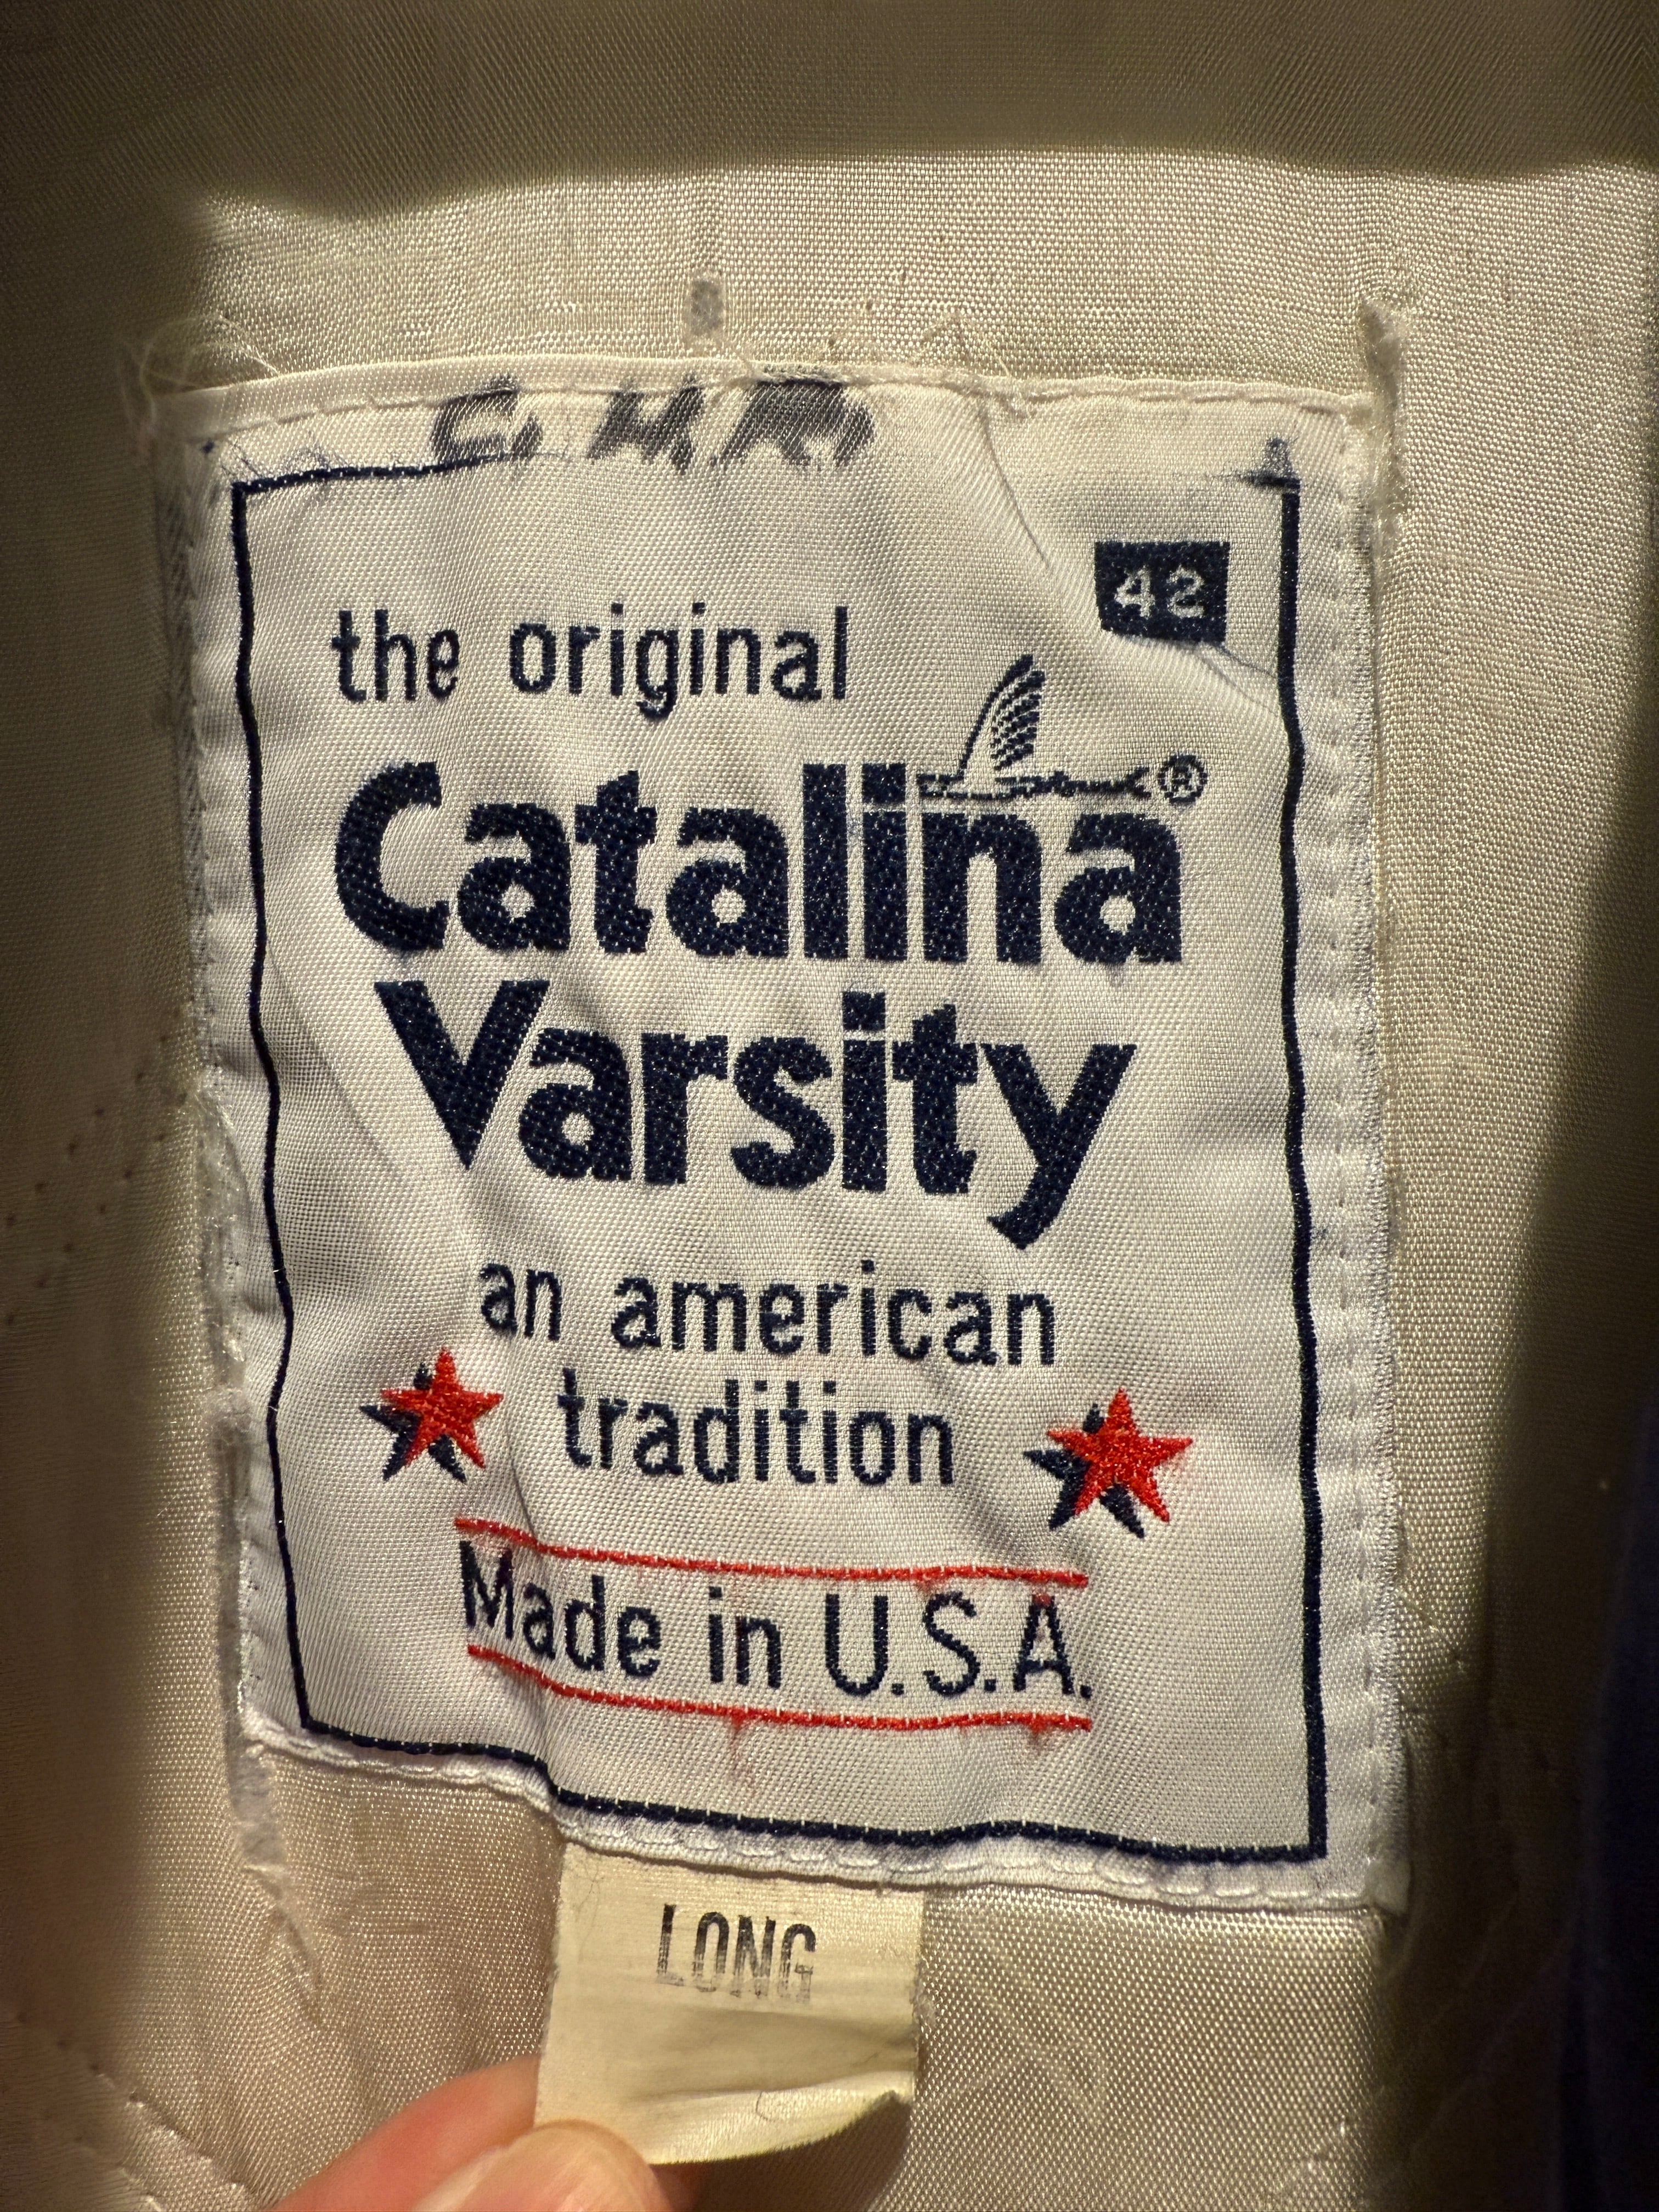 C.H.R.
42
the original
Catalina®
Varsity
an american
tradition
Made in U.S.A.
LONG